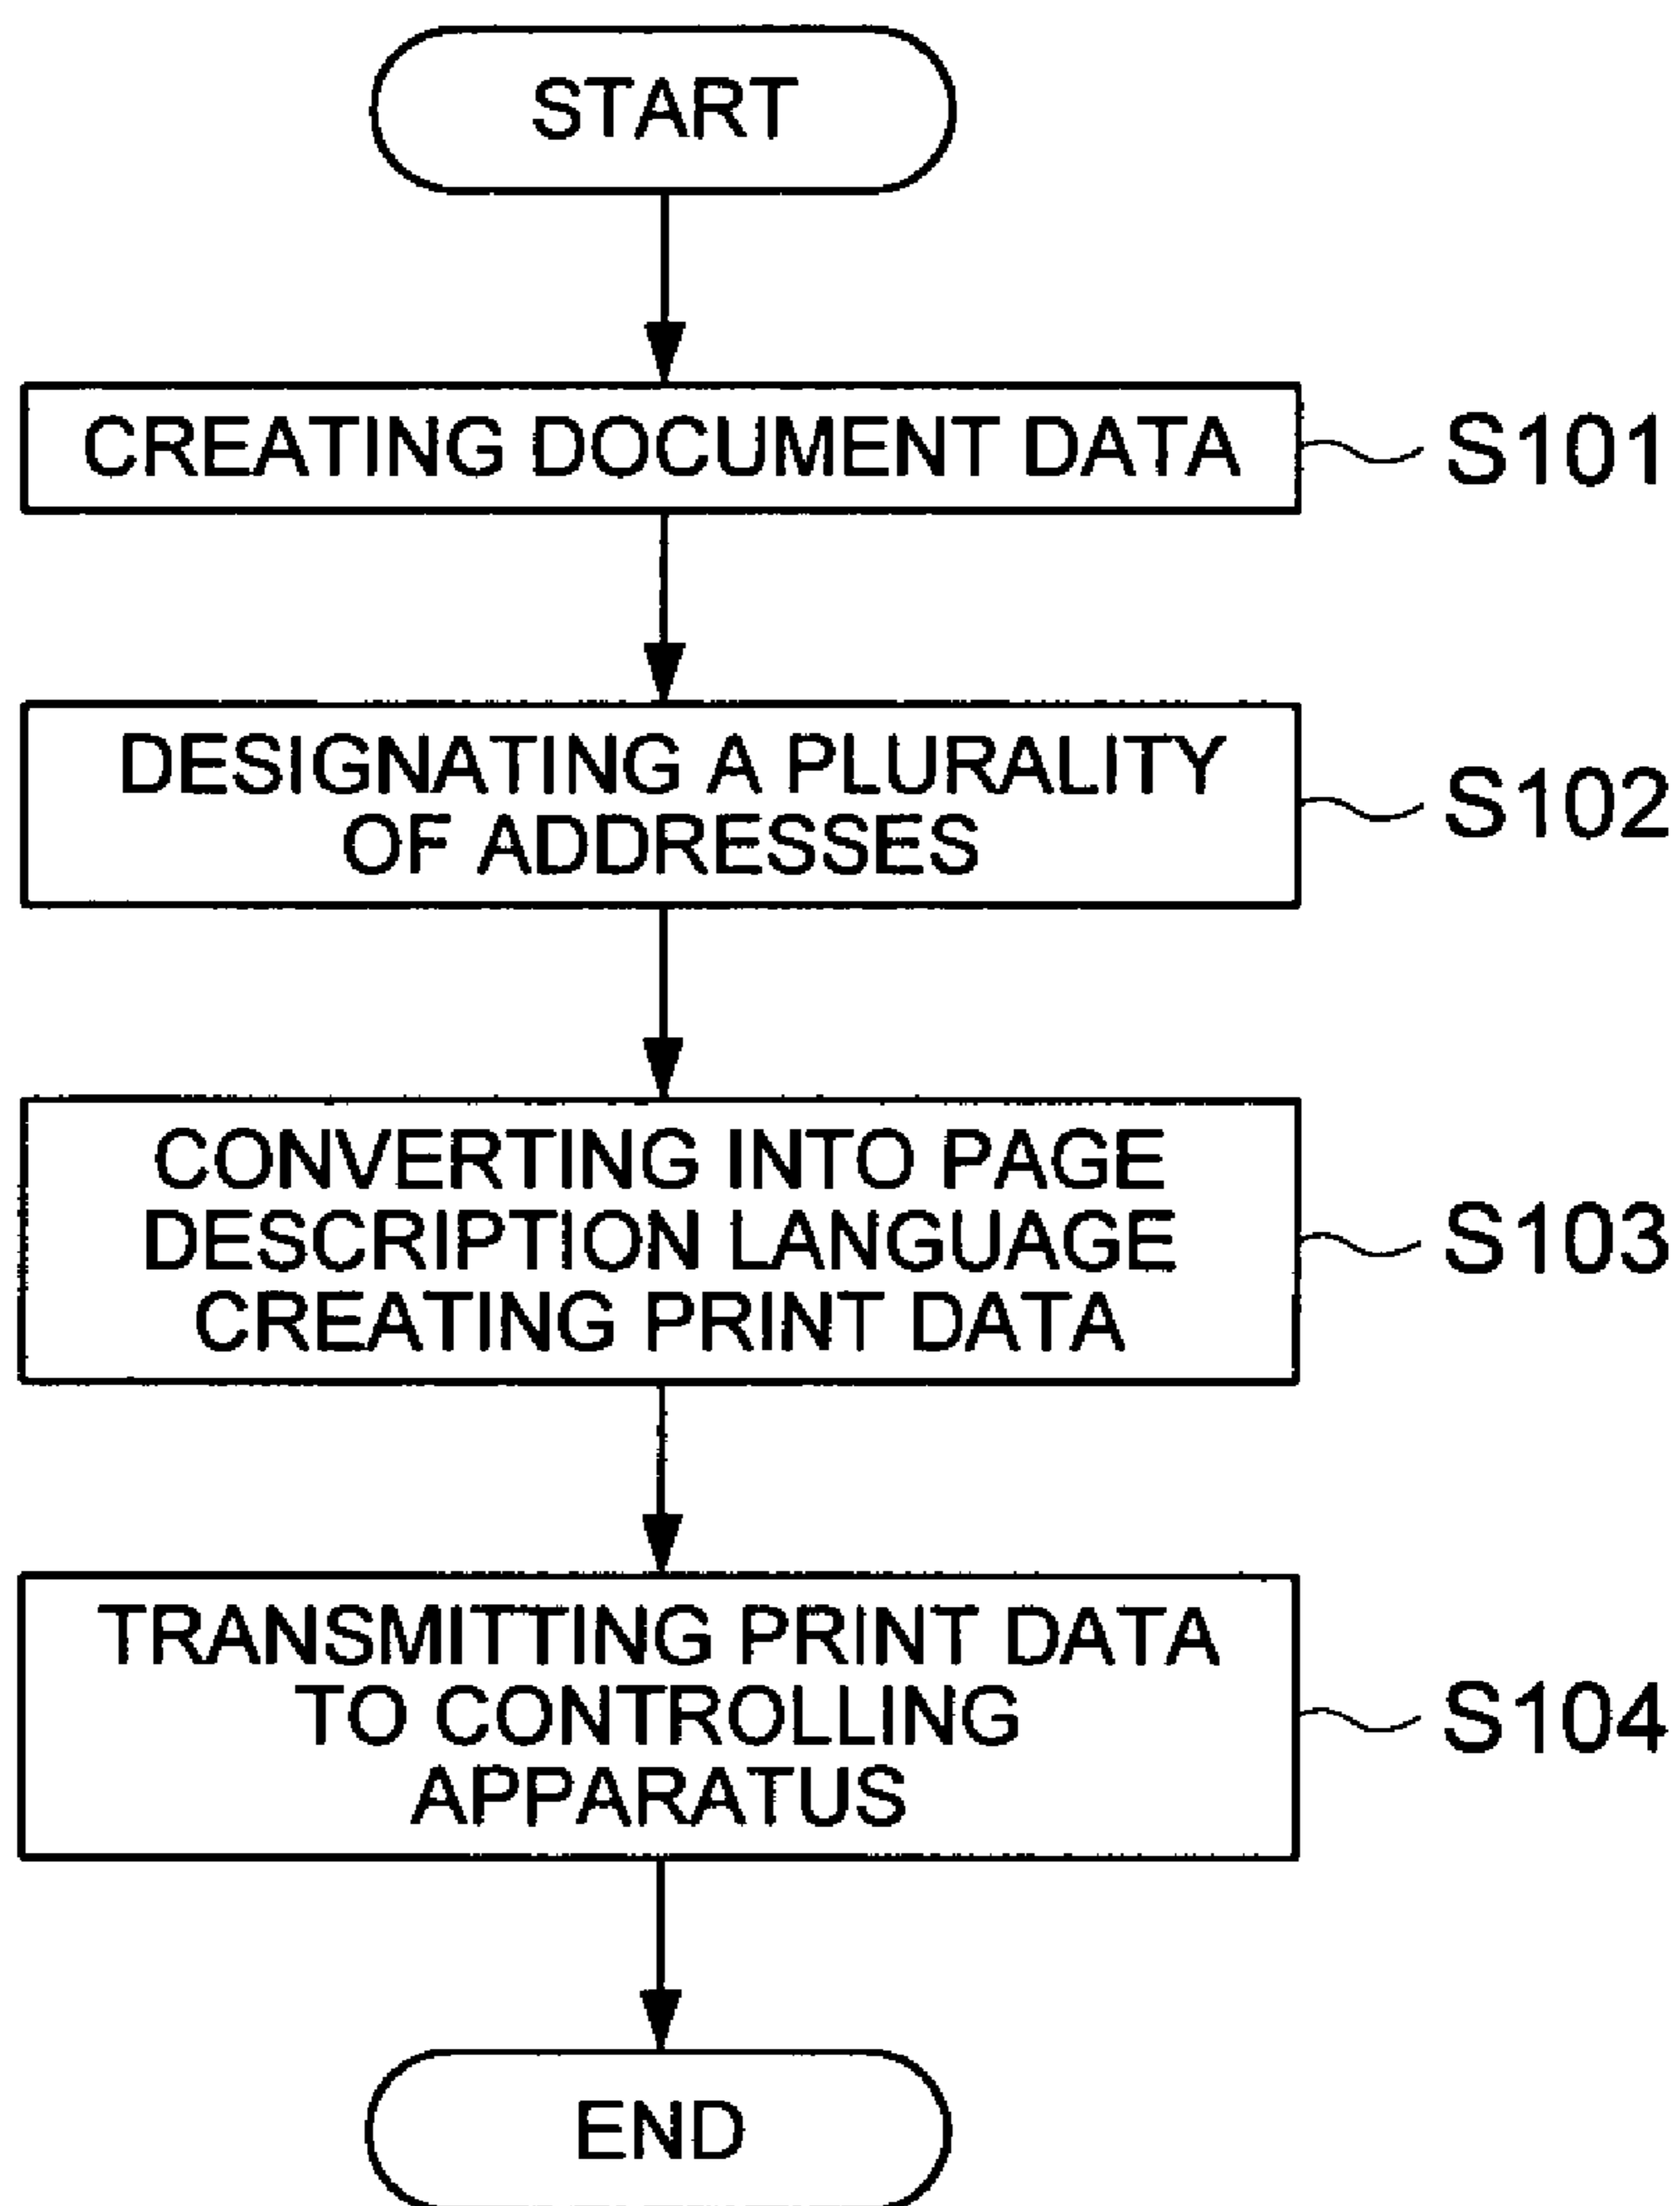 START
CREATING DOCUMENT DATA
S101
DESIGNATING A PLURALITY
OF ADDRESSES
S102
CONVERTING INTO PAGE
DESCRIPTION LANGUAGE
CREATING PRINT DATA
S103
TRANSMITTING PRINT DATA
TO CONTROLLING
APPARATUS
S104
END